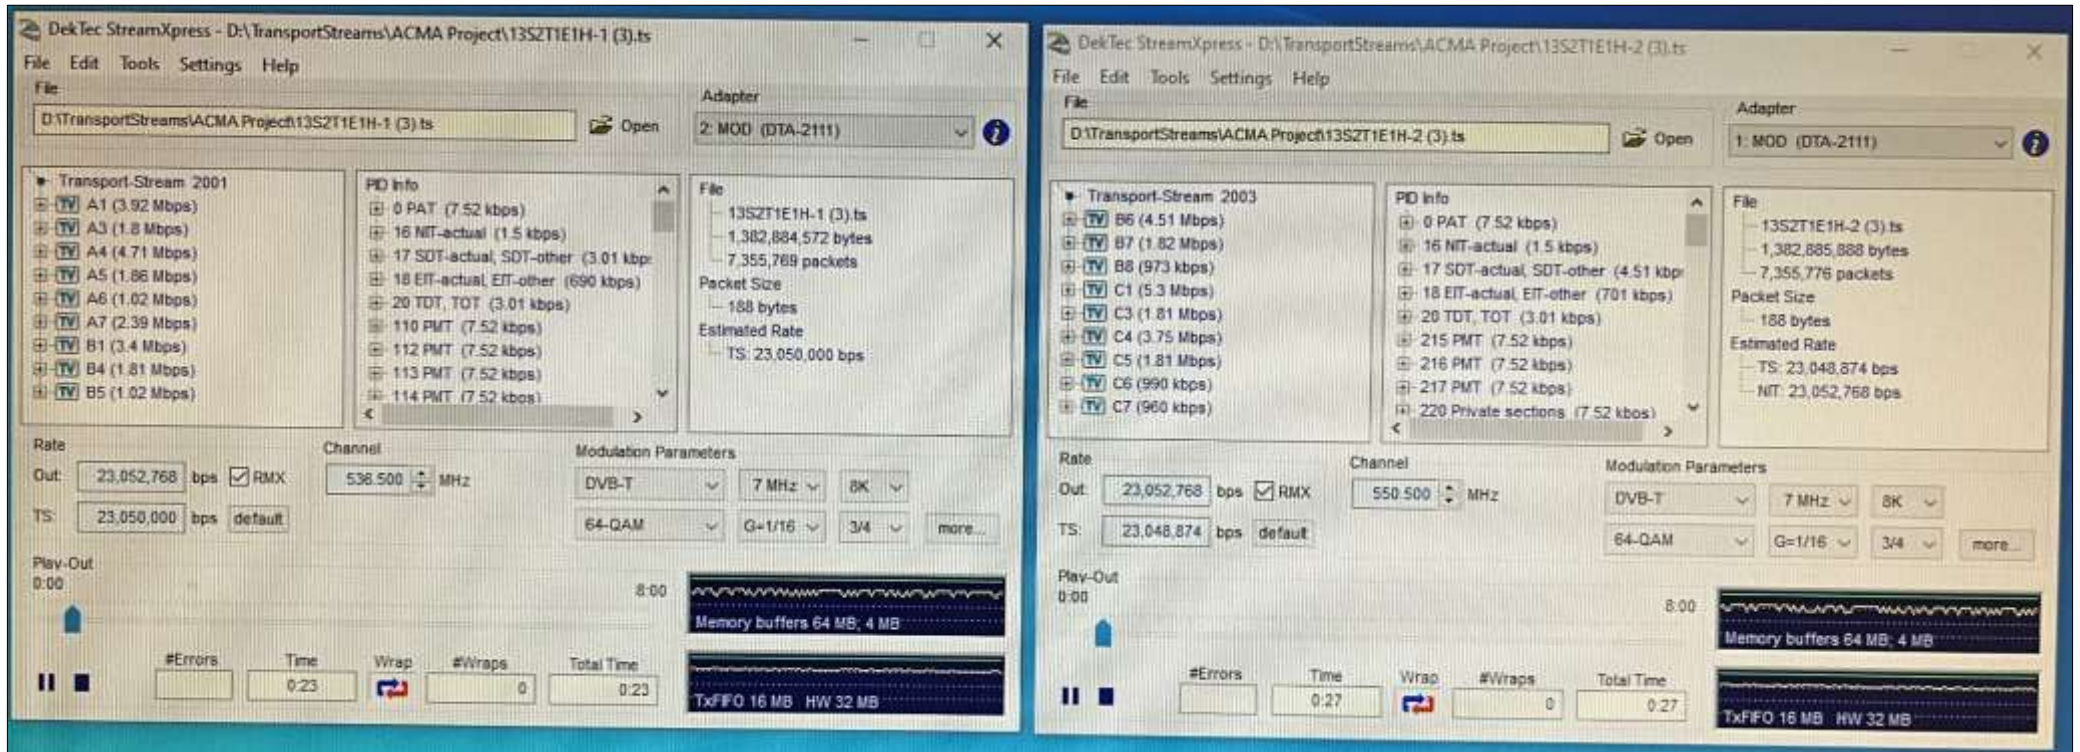 DekTec StreamXpress - D:\TransportStreams\ACMA Project\13S2T1E1H-1 (3).ts
File Edit Tools Settings Help
File
Adapter
D:\TransportStreams\ACMA Project\13S2T1E1H-1 (3).ts
Open
2: MOD (DTA-2111)
Transport-Stream 2001
TV A1 (3.92 Mbps)
TV A3 (1.8 Mbps)
TV A4 (4.71 Mbps)
TV A5 (1.86 Mbps)
TV A6 (1.02 Mbps)
TV A7 (2.39 Mbps)
TV B1 (3.4 Mbps)
TV B4 (1.81 Mbps)
TV B5 (1.02 Mbps)
PID Info
0 PAT (7.52 kbps)
16 NIT-actual (1.5 kbps)
17 SDT-actual, SDT-other (3.01 kbp
18 EIT-actual, EIT-other (690 kbps)
20 TDT, TOT (3.01 kbps)
110 PMT (7.52 kbps)
112 PMT (7.52 kbps)
113 PMT (7.52 kbps)
114 PMT (7.52 kbps)
File
13S2T1E1H-1 (3).ts
1,382,884,572 bytes
7,355,769 packets
Packet Size
188 bytes
Estimated Rate
TS: 23,050,000 bps
Rate
Out: 23,052,768 bps RMX
TS: 23,050,000 bps default
Channel
536.500 MHz
Modulation Parameters
DVB-T 7 MHz 8K
64-QAM G=1/16 3/4 more...
Play-Out
0:00
8:00
Memory buffers 64 MB; 4 MB
#Errors Time Wrap #Wraps Total Time
0:23 0 0:23
TxFIFO 16 MB HW 32 MB
DekTec StreamXpress - D:\TransportStreams\ACMA Project\13S2T1E1H-2 (3).ts
File Edit Tools Settings Help
File
Adapter
D:\TransportStreams\ACMA Project\13S2T1E1H-2 (3).ts
Open
1: MOD (DTA-2111)
Transport-Stream 2003
TV B6 (4.51 Mbps)
TV B7 (1.82 Mbps)
TV B8 (973 kbps)
TV C1 (5.3 Mbps)
TV C3 (1.81 Mbps)
TV C4 (3.75 Mbps)
TV C5 (1.81 Mbps)
TV C6 (990 kbps)
TV C7 (960 kbps)
PID Info
0 PAT (7.52 kbps)
16 NIT-actual (1.5 kbps)
17 SDT-actual, SDT-other (4.51 kbp
18 EIT-actual, EIT-other (701 kbps)
20 TDT, TOT (3.01 kbps)
215 PMT (7.52 kbps)
216 PMT (7.52 kbps)
217 PMT (7.52 kbps)
220 Private sections (7.52 kbps)
File
13S2T1E1H-2 (3).ts
1,382,885,888 bytes
7,355,776 packets
Packet Size
188 bytes
Estimated Rate
TS: 23,048,874 bps
NIT: 23,052,768 bps
Rate
Out: 23,052,768 bps RMX
TS: 23,048,874 bps default
Channel
550.500 MHz
Modulation Parameters
DVB-T 7 MHz 8K
64-QAM G=1/16 3/4 more...
Play-Out
0:00
8:00
Memory buffers 64 MB; 4 MB
#Errors Time Wrap #Wraps Total Time
0:27 0 0:27
TxFIFO 16 MB HW 32 MB